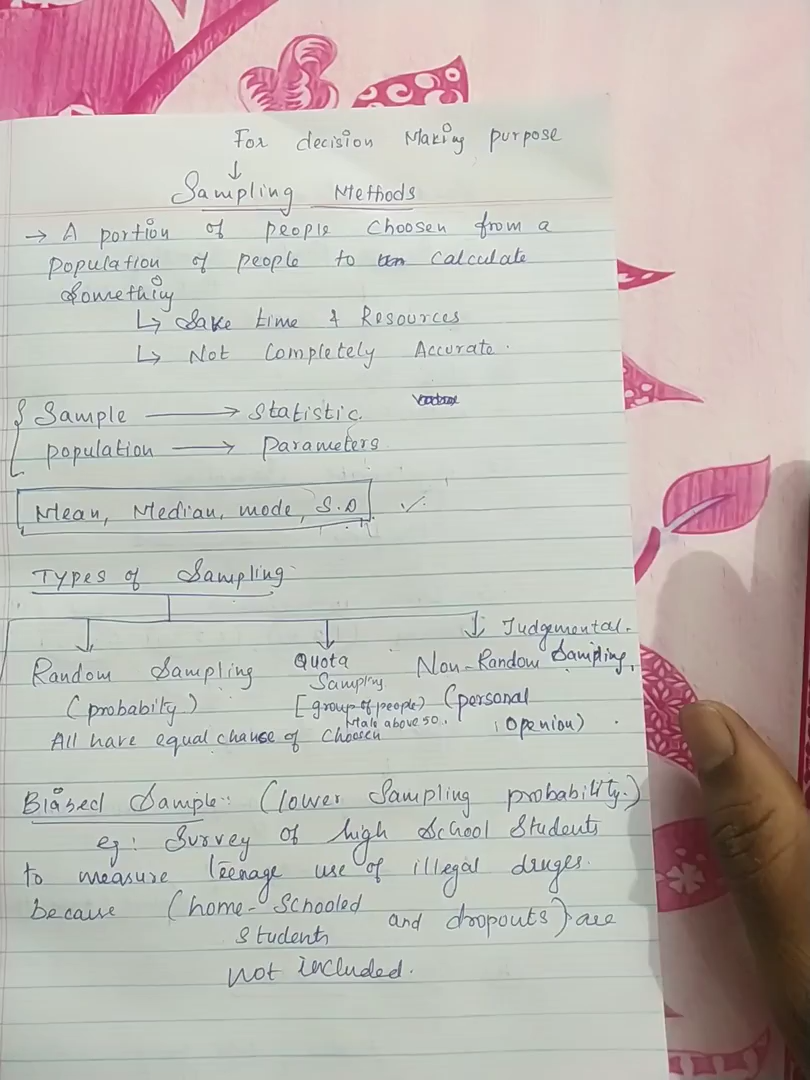 For decision Making purpose
↓
Sampling Methods
→ A portion of people choosen from a
population of people to calculate
Something
↳ Save time & Resources
↳ Not Completely Accurate.
Sample → Statistic
population → Parameters
Mean, Median, mode, S.D
Types of Sampling
Judgemental.
Random Sampling Quota Sampling Non-Random Sampling.
(probabity) [group of people) (personal
Male above 50. Openion).
All have equal chanse of Choosen
Biased Sample:: (lower Sampling probability.)
eg: Survey of high School Students
to measure teenage use of illegal druges.
because (home-Schooled
Students and dropouts) are
not included.